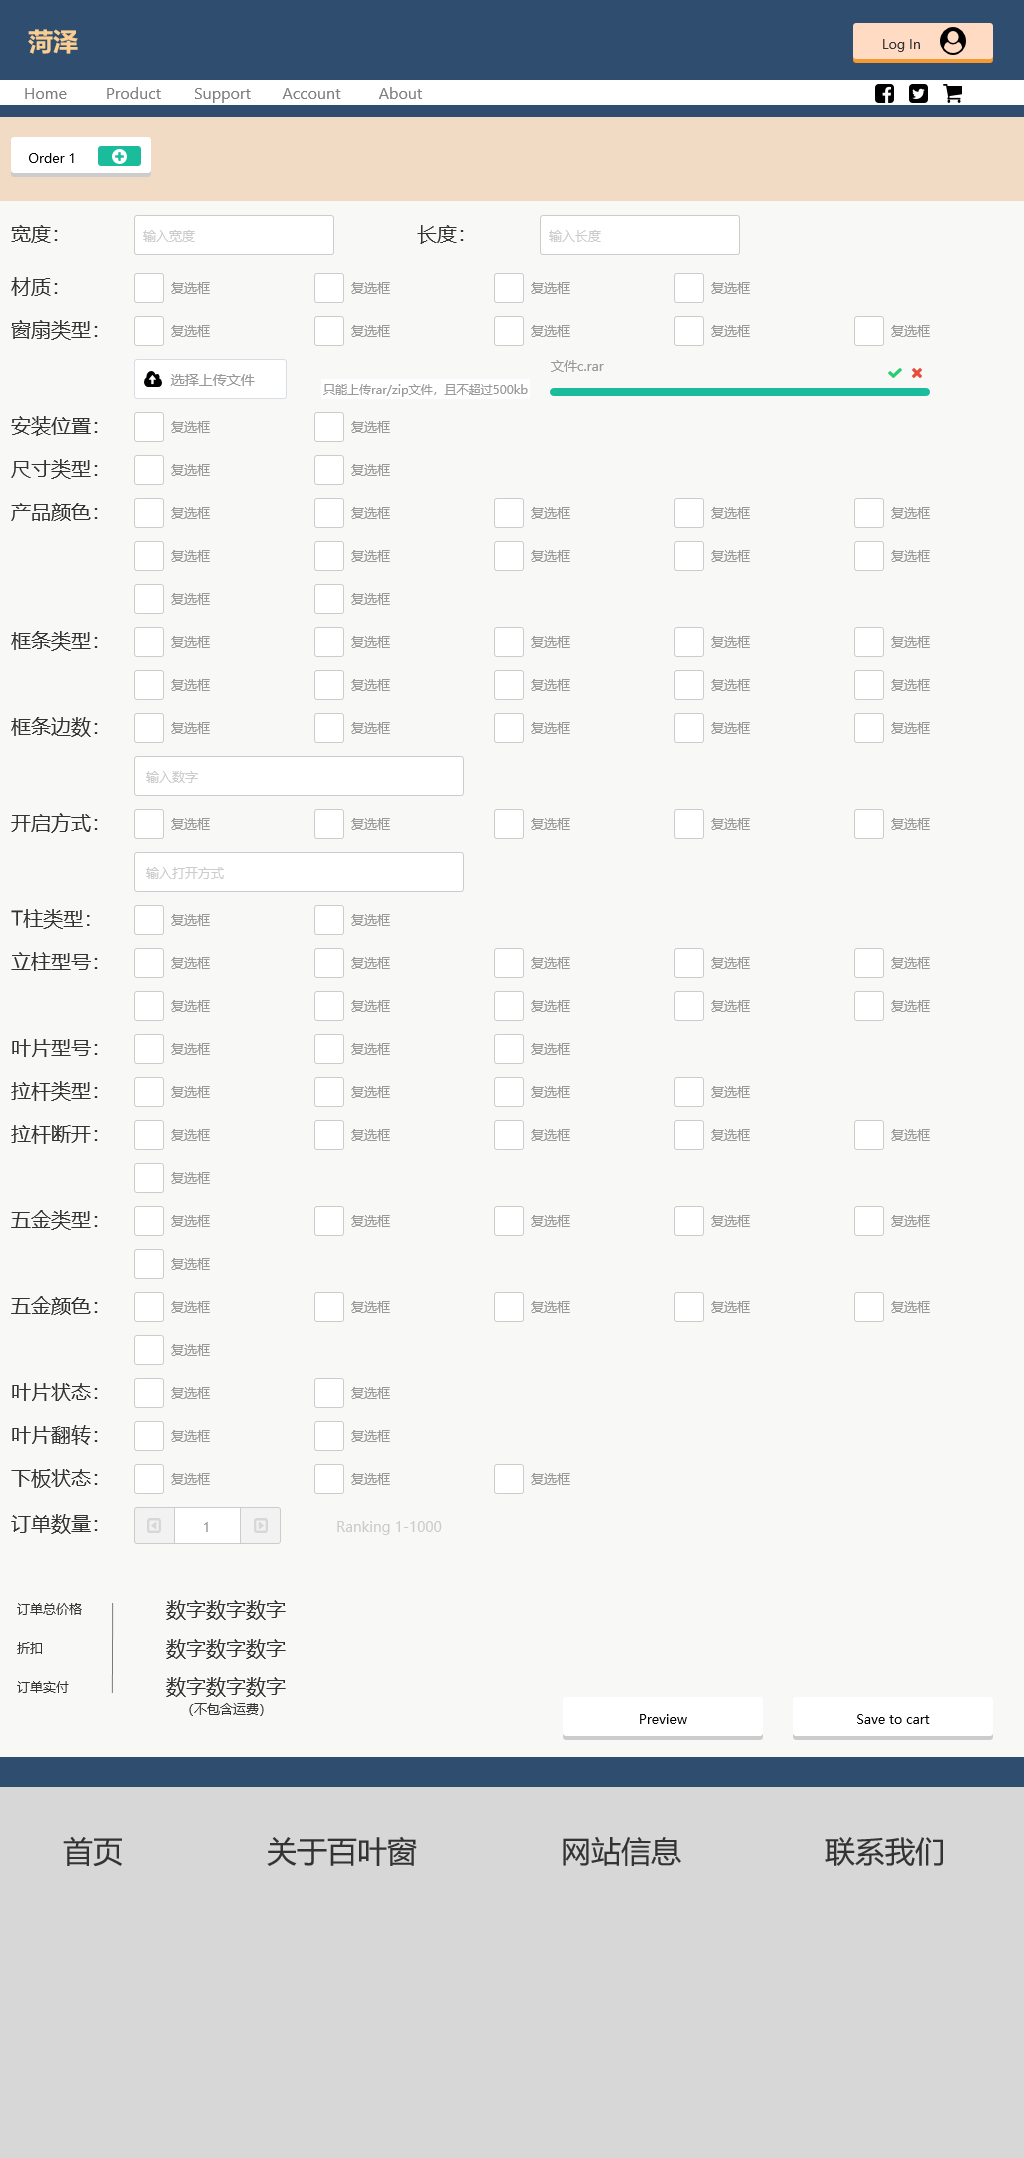 菏泽
Log In
Home Product Support Account About
Order 1
宽度： 输入宽度 长度： 输入长度
材质： 复选框 复选框 复选框 复选框
窗扇类型： 复选框 复选框 复选框 复选框 复选框
选择上传文件 只能上传rar/zip文件，且不超过500kb 文件c.rar
安装位置： 复选框 复选框
尺寸类型： 复选框 复选框
产品颜色： 复选框 复选框 复选框 复选框 复选框
复选框 复选框 复选框 复选框 复选框
复选框 复选框
框条类型： 复选框 复选框 复选框 复选框 复选框
复选框 复选框 复选框 复选框 复选框
框条边数： 复选框 复选框 复选框 复选框 复选框
输入数字
开启方式： 复选框 复选框 复选框 复选框 复选框
输入打开方式
T柱类型： 复选框 复选框
立柱型号： 复选框 复选框 复选框 复选框 复选框
复选框 复选框 复选框 复选框 复选框
叶片型号： 复选框 复选框 复选框
拉杆类型： 复选框 复选框 复选框 复选框
拉杆断开： 复选框 复选框 复选框 复选框 复选框
复选框
五金类型： 复选框 复选框 复选框 复选框 复选框
复选框
五金颜色： 复选框 复选框 复选框 复选框 复选框
复选框
叶片状态： 复选框 复选框
叶片翻转： 复选框 复选框
下板状态： 复选框 复选框 复选框
订单数量： 1 Ranking 1-1000
订单总价格 数字数字数字
折扣 数字数字数字
订单实付 数字数字数字
（不包含运费）
Preview Save to cart
首页 关于百叶窗 网站信息 联系我们